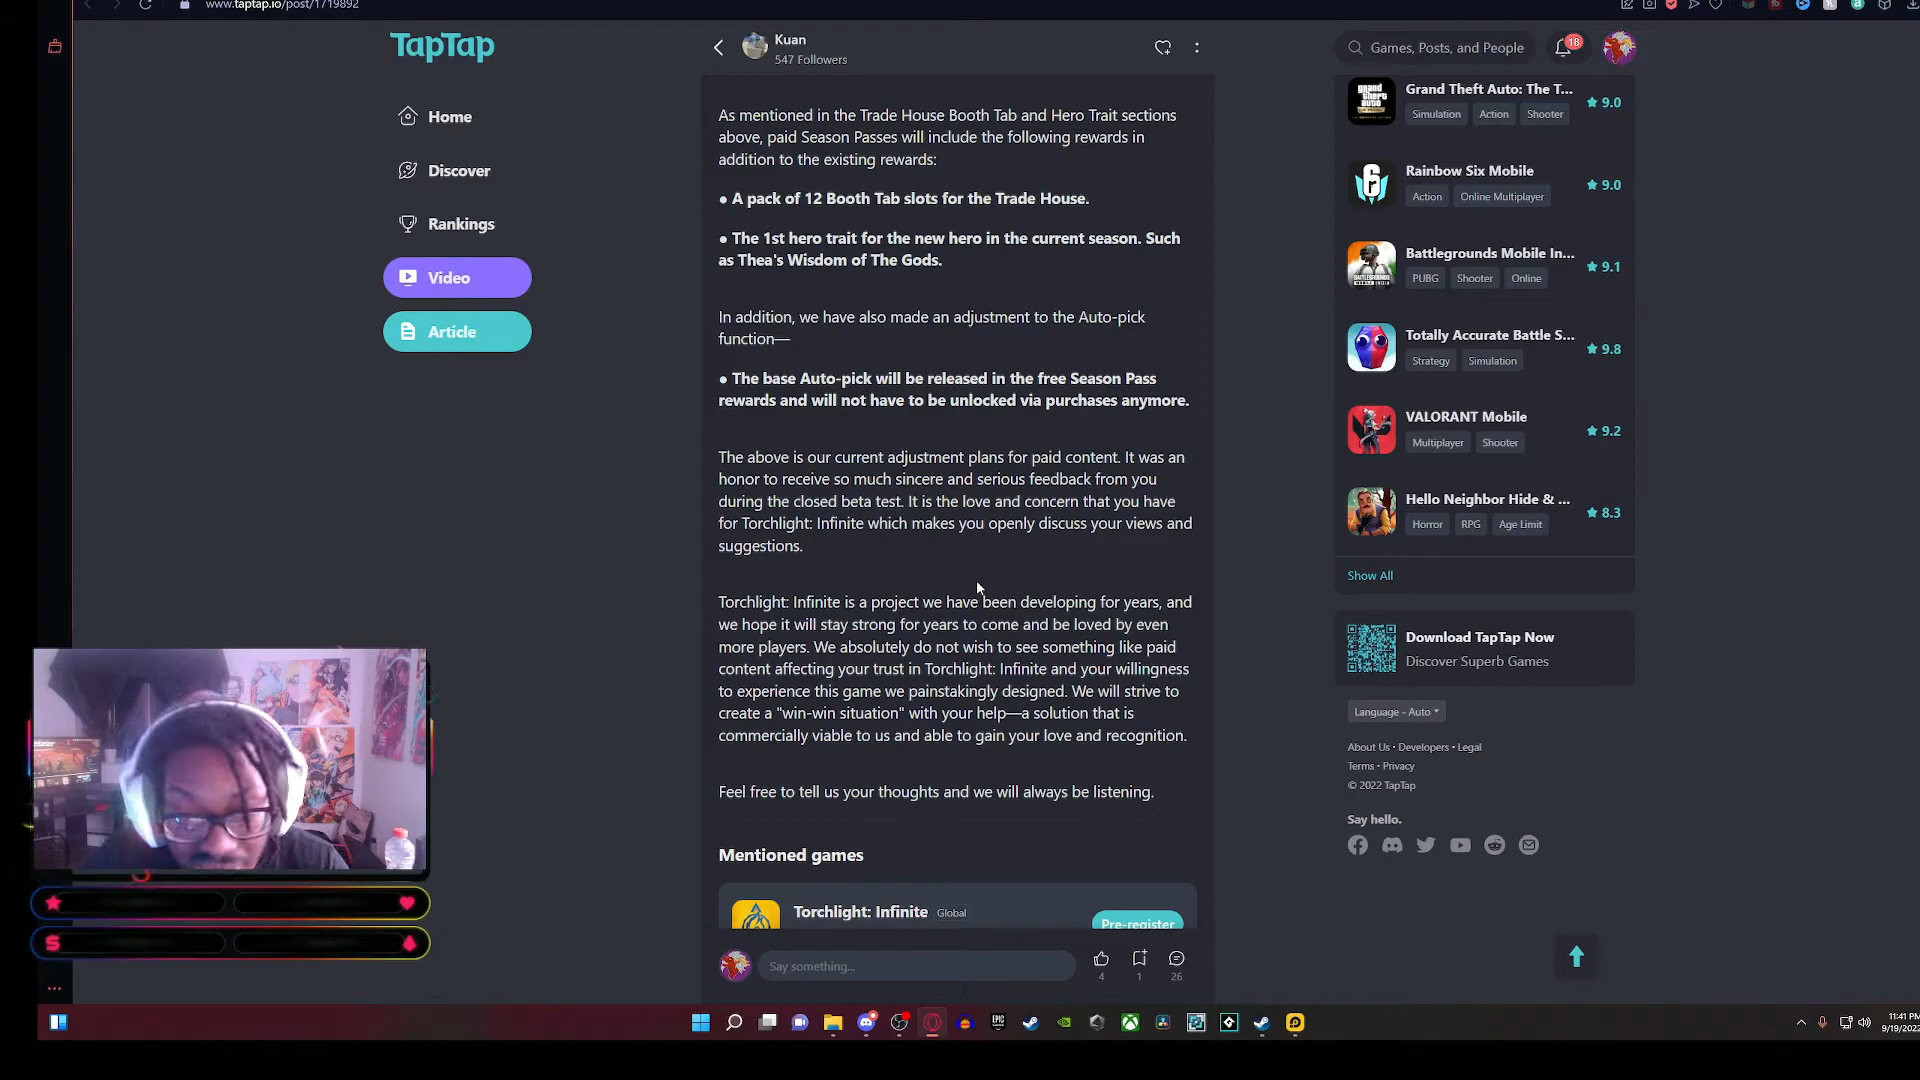 www.taptap.io/post/1719892
TapTap
Home
Discover
Rankings
Video
Article
Kuan
547 Followers
As mentioned in the Trade House Booth Tab and Hero Trait sections
above, paid Season Passes will include the following rewards in
addition to the existing rewards:
● A pack of 12 Booth Tab slots for the Trade House.
● The 1st hero trait for the new hero in the current season. Such
as Thea's Wisdom of The Gods.
In addition, we have also made an adjustment to the Auto-pick
function—
● The base Auto-pick will be released in the free Season Pass
rewards and will not have to be unlocked via purchases anymore.
The above is our current adjustment plans for paid content. It was an
honor to receive so much sincere and serious feedback from you
during the closed beta test. It is the love and concern that you have
for Torchlight: Infinite which makes you openly discuss your views and
suggestions.
Torchlight: Infinite is a project we have been developing for years, and
we hope it will stay strong for years to come and be loved by even
more players. We absolutely do not wish to see something like paid
content affecting your trust in Torchlight: Infinite and your willingness
to experience this game we painstakingly designed. We will strive to
create a "win-win situation" with your help—a solution that is
commercially viable to us and able to gain your love and recognition.
Feel free to tell us your thoughts and we will always be listening.
Mentioned games
Torchlight: Infinite Global
Pre-register
Say something...
4
1
26
Games, Posts, and People
18
Grand Theft Auto: The T...
Simulation Action Shooter
9.0
Rainbow Six Mobile
Action Online Multiplayer
9.0
Battlegrounds Mobile In...
PUBG Shooter Online
9.1
Totally Accurate Battle S...
Strategy Simulation
9.8
VALORANT Mobile
Multiplayer Shooter
9.2
Hello Neighbor Hide & ...
Horror RPG Age Limit
8.3
Show All
Download TapTap Now
Discover Superb Games
Language - Auto
About Us · Developers · Legal
Terms · Privacy
© 2022 TapTap
Say hello.
11:41 PM
9/19/2022